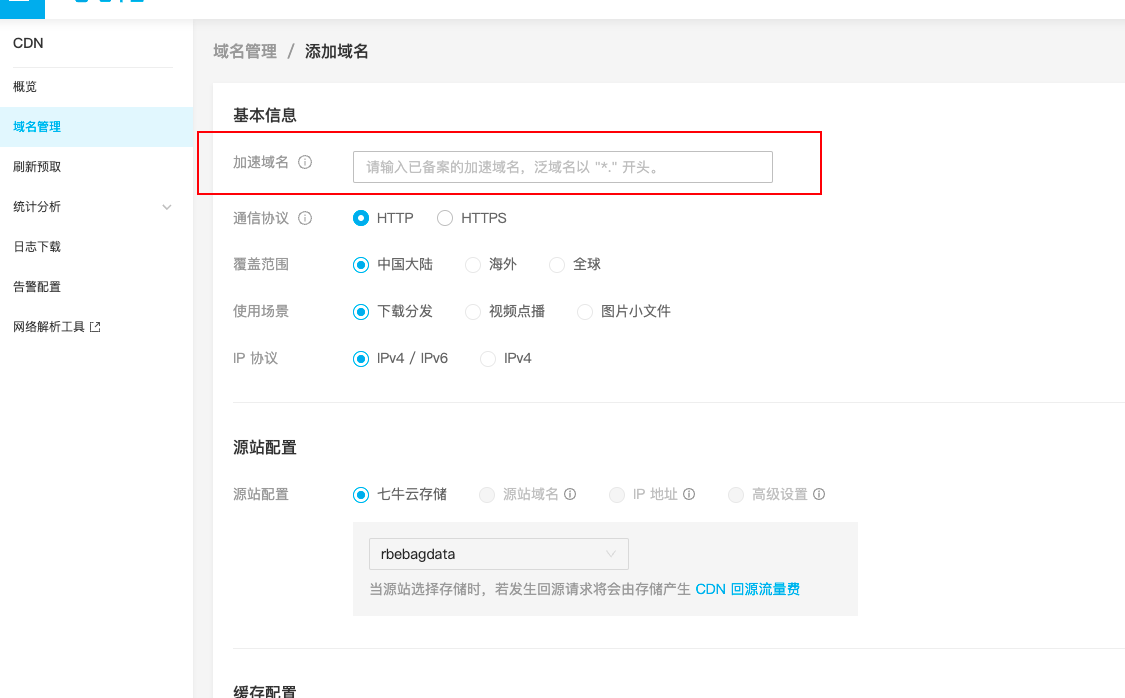 CDN
概览
域名管理
刷新预取
统计分析
日志下载
告警配置
网络解析工具
域名管理 / 添加域名
基本信息
加速域名 请输入已备案的加速域名，泛域名以 "*." 开头。
通信协议 HTTP HTTPS
覆盖范围 中国大陆 海外 全球
使用场景 下载分发 视频点播 图片小文件
IP 协议 IPv4 / IPv6 IPv4
源站配置
源站配置 七牛云存储 源站域名 IP 地址 高级设置
rbebagdata
当源站选择存储时，若发生回源请求将会由存储产生 CDN 回源流量费
缓存配置